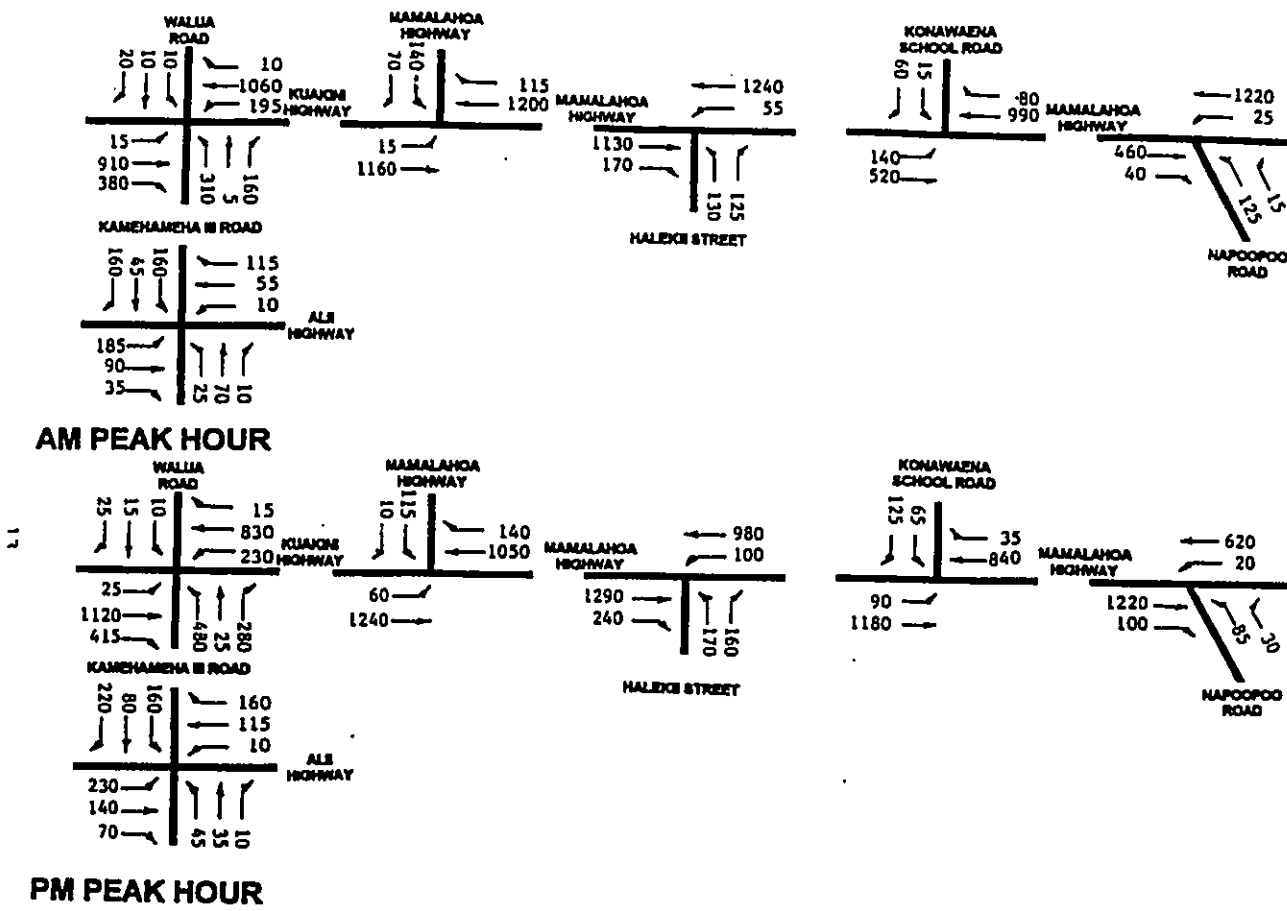 WALUA
ROAD
20 10 10
10
1060
195
KUAKINI
HIGHWAY
15
910
380
310 5 160
KAMEHAMEHA III ROAD
MAMALAHOA
HIGHWAY
70 140
115
1200
15
1160
MAMALAHOA
HIGHWAY
1240
55
1130
170
130 125
HALEKII STREET
KONAWAENA
SCHOOL ROAD
60 15
80
990
140
520
MAMALAHOA
HIGHWAY
1220
25
460
40
125 15
NAPOOPOO
ROAD
160 45 160
115
55
10
ALII
HIGHWAY
185
90
35
25 70 10
AM PEAK HOUR
WALUA
ROAD
25 15 10
15
830
230
KUAKINI
HIGHWAY
25
1120
415
480 25 280
KAMEHAMEHA III ROAD
MAMALAHOA
HIGHWAY
10 115
140
1050
60
1240
MAMALAHOA
HIGHWAY
980
100
1290
240
170 160
HALEKII STREET
KONAWAENA
SCHOOL ROAD
125 65
35
840
90
1180
MAMALAHOA
HIGHWAY
620
20
1220
100
85 30
NAPOOPOO
ROAD
220 80 160
160
115
10
ALII
HIGHWAY
230
140
70
45 35 10
PM PEAK HOUR